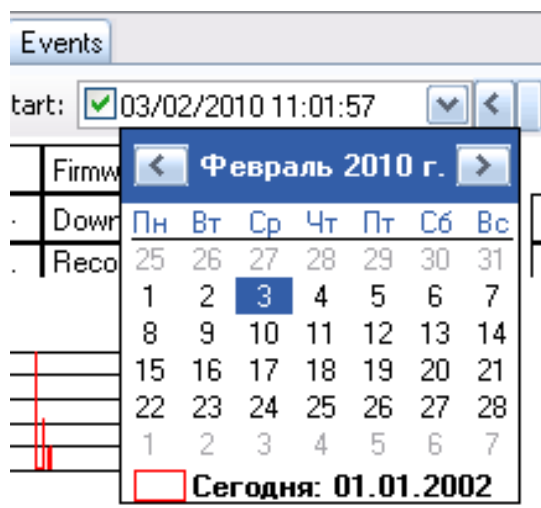 Events
tart: 03/02/2010 11:01:57
Firmw
Февраль 2010 г.
Down
Пн Вт Ср Чт Пт Сб Вс
Reco
25 26 27 28 29 30 31
1 2 3 4 5 6 7
8 9 10 11 12 13 14
15 16 17 18 19 20 21
22 23 24 25 26 27 28
1 2 3 4 5 6 7
Сегодня: 01.01.2002